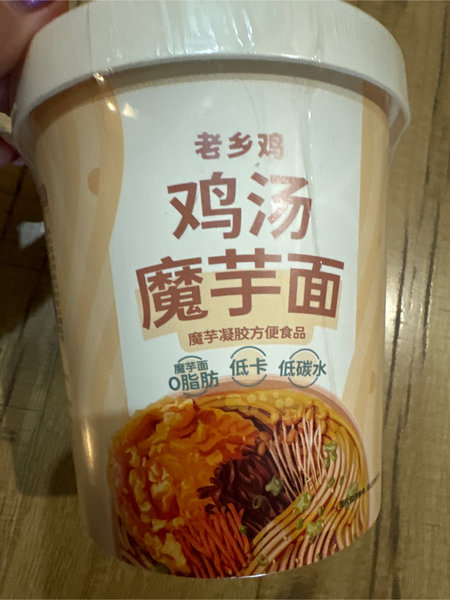 老乡鸡
鸡汤
魔芋面
魔芋凝胶方便食品
魔芋面
0脂肪
低卡
低碳水